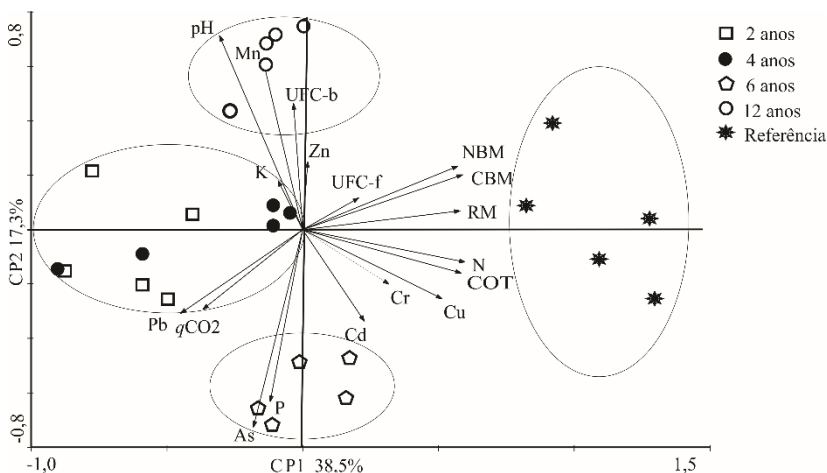 0,8
pH
Mn
UFC-b
Zn
K
UFC-f
NBM
CBM
RM
N
COT
Cr
Cu
Cd
Pb
qCO2
P
As
CP2 17,3%
-0,8
-1,0
CP1 38.5%
1,5
2 anos
4 anos
6 anos
12 anos
Referência